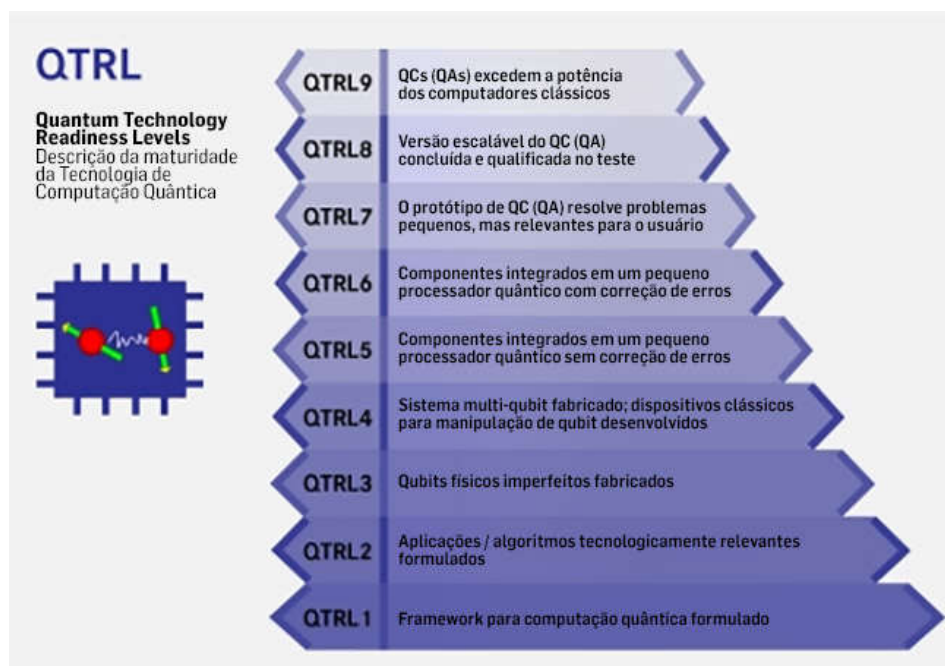 QTRL
Quantum Technology
Readiness Levels
Descrição da maturidade
da Tecnologia de
Computação Quântica
QTRL9
QCs (QAs) excedem a potência
dos computadores clássicos
QTRL8
Versão escalável do QC (QA)
concluída e qualificada no teste
QTRL7
O protótipo de QC (QA) resolve problemas
pequenos, mas relevantes para o usuário
QTRL6
Componentes integrados em um pequeno
processador quântico com correção de erros
QTRL5
Componentes integrados em um pequeno
processador quântico sem correção de erros
QTRL4
Sistema multi-qubit fabricado; dispositivos clássicos
para manipulação de qubit desenvolvidos
QTRL3
Qubits físicos imperfeitos fabricados
QTRL2
Aplicações / algoritmos tecnologicamente relevantes
formulados
QTRL1
Framework para computação quântica formulado